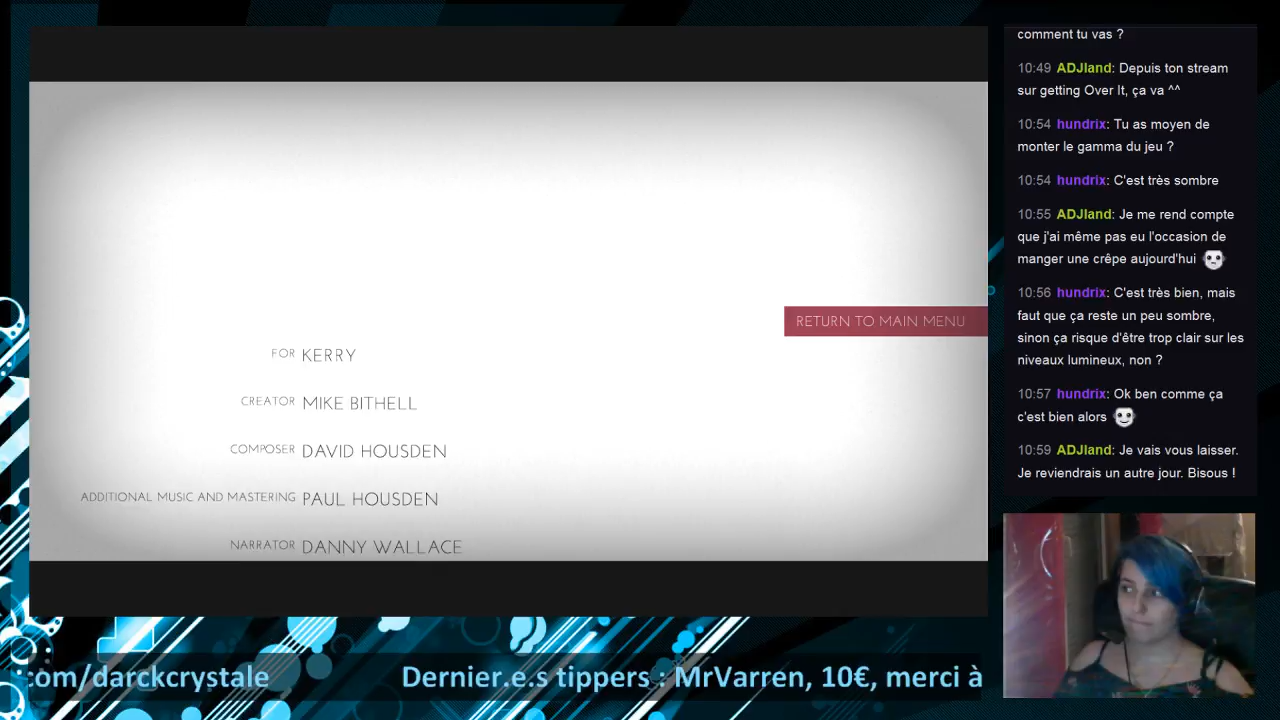 RETURN TO MAIN MENU
FOR KERRY
CREATOR MIKE BITHELL
COMPOSER DAVID HOUSDEN
ADDITIONAL MUSIC AND MASTERING PAUL HOUSDEN
NARRATOR DANNY WALLACE
comment tu vas ?
10:49 ADJland: Depuis ton stream
sur getting Over It, ça va ^^
10:54 hundrix: Tu as moyen de
monter le gamma du jeu ?
10:54 hundrix: C'est très sombre
10:55 ADJland: Je me rend compte
que j'ai même pas eu l'occasion de
manger une crêpe aujourd'hui
10:56 hundrix: C'est très bien, mais
faut que ça reste un peu sombre,
sinon ça risque d'être trop clair sur les
niveaux lumineux, non ?
10:57 hundrix: Ok ben comme ça
c'est bien alors
10:59 ADJland: Je vais vous laisser.
Je reviendrais un autre jour. Bisous !
com/darckcrystale Dernier.e.s tippers : MrVarren, 10€, merci à